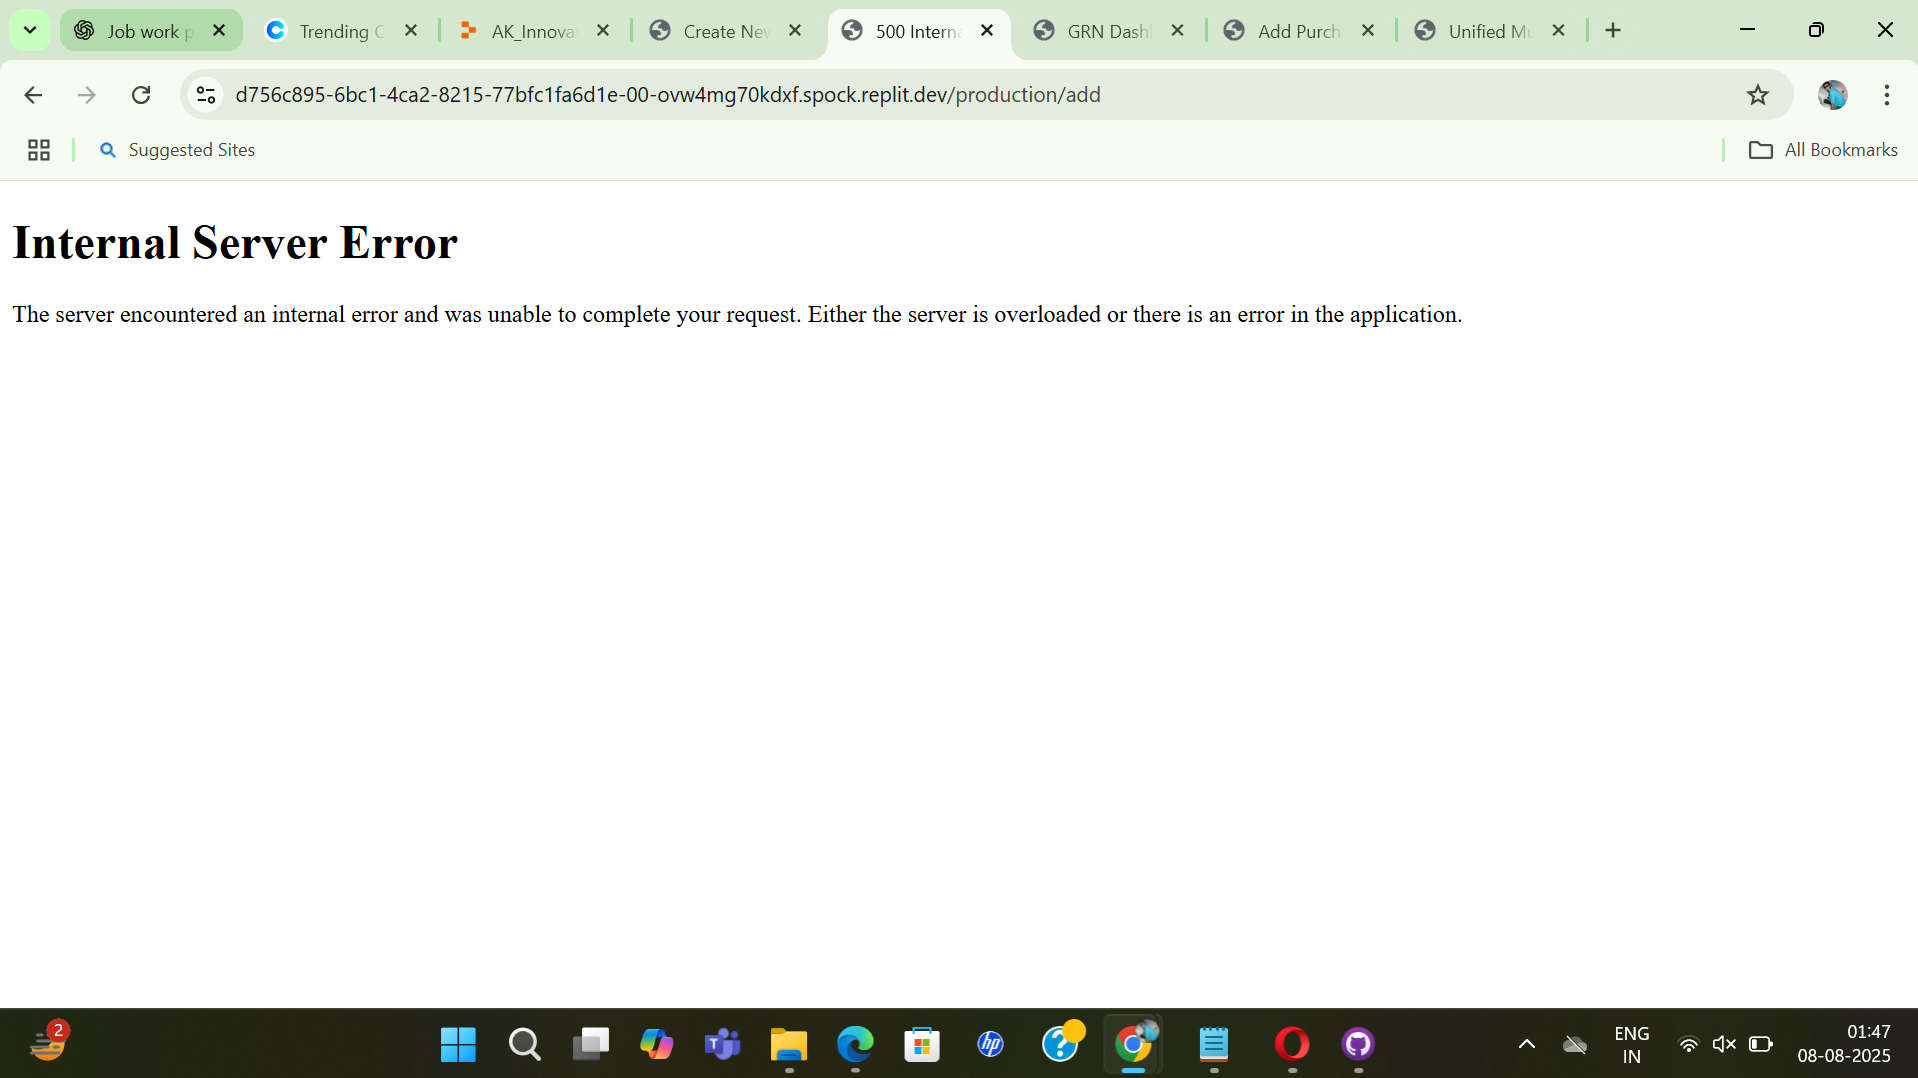 Job work p
Trending C
AK_Innova
Create Nev
500 Interna
GRN Dashl
Add Purch
Unified Mu
d756c895-6bc1-4ca2-8215-77bfc1fa6d1e-00-ovw4mg70kdxf.spock.replit.dev/production/add
Suggested Sites
All Bookmarks
Internal Server Error
The server encountered an internal error and was unable to complete your request. Either the server is overloaded or there is an error in the application.
2
T
hp
?
ENG
IN
01:47
08-08-2025